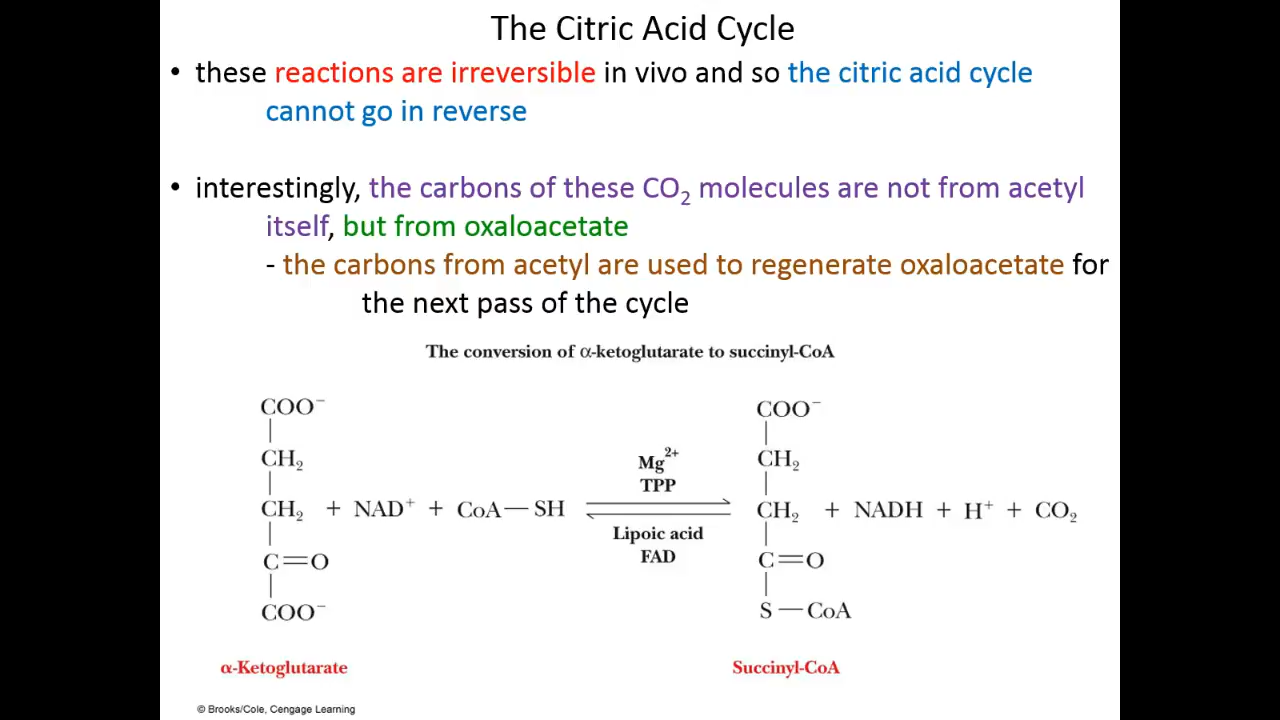 The Citric Acid Cycle
• these reactions are irreversible in vivo and so the citric acid cycle
cannot go in reverse
• interestingly, the carbons of these CO₂ molecules are not from acetyl
itself, but from oxaloacetate
- the carbons from acetyl are used to regenerate oxaloacetate for
the next pass of the cycle
The conversion of α-ketoglutarate to succinyl-CoA
COO⁻
CH₂
CH₂ + NAD⁺ + CoA—SH
C=O
COO⁻
α-Ketoglutarate
Mg²⁺
TPP
Lipoic acid
FAD
COO⁻
CH₂
CH₂ + NADH + H⁺ + CO₂
C=O
S—CoA
Succinyl-CoA
© Brooks/Cole, Cengage Learning